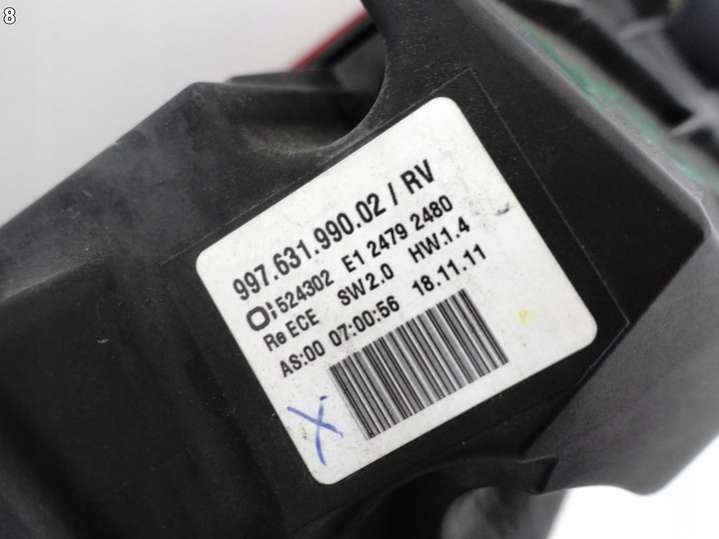 8
997.631.990.02 / RV
524302 E1 2479 2480
Re ECE SW2.0 HW.1.4
AS:00 07:00:56 18.11.11
X